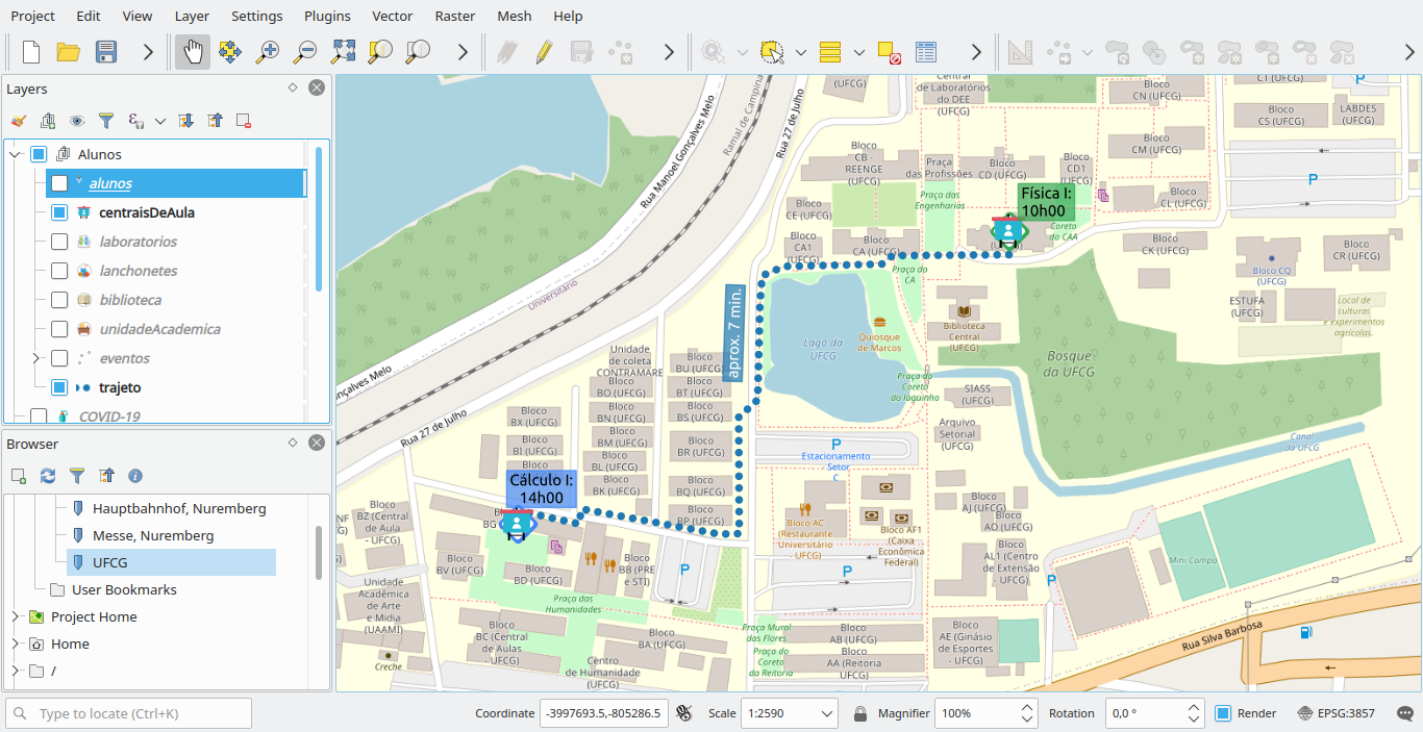 Project Edit View Layer Settings Plugins Vector Raster Mesh Help
Layers
Alunos
alunos
centraisDeAula
laboratorios
lanchonetes
biblioteca
unidadeAcademica
eventos
trajeto
COVID-19
Browser
Hauptbahnhof, Nuremberg
Messe, Nuremberg
UFCG
User Bookmarks
Project Home
Home
/
Rua Manoel Gonçalves Melo
Ramal de Campina
Rua 27 de Julho
(UFCG)
Central
de Laboratórios
do DEE
(UFCG)
Bloco
CN (UFCG)
CT (UFCG)
P
Bloco
CS (UFCG)
LABDES
(UFCG)
Bloco
CM (UFCG)
Bloco
CB -
REENGE
(UFCG)
Praça
das Profissões
Bloco
CD (UFCG)
Bloco
CD1
(UFCG)
P
Bloco
CL (UFCG)
Praça das
Engenharias
Física I:
10h00
Bloco
CE (UFCG)
Coreto
do CAA
Bloco
CA1
(UFCG)
Bloco
CA (UFCG)
Bloco
CK (UFCG)
Bloco CQ
(UFCG)
Bloco
CR (UFCG)
Praça do
CA
Universitário
aprox. 7 min.
ESTUFA
(UFCG)
Local de
culturas
e experimentos
agrícolas.
Lago da
UFCG
Quiosque
de Marcos
Biblioteca
Central
(UFCG)
Bosque
da UFCG
Unidade
de coleta
CONTRAMARÉ
Bloco
BU (UFCG)
Bloco
BO (UFCG)
Bloco
BT (UFCG)
Praça do
Coreto
do laguinho
SIASS
(UFCG)
nçalves Melo
Rua 27 de Julho
Bloco
BX (UFCG)
Bloco
BN (UFCG)
Bloco
BS (UFCG)
Bloco
BM (UFCG)
Arquivo
Setorial
(UFCG)
Canal
da UFCG
Bloco
BI (UFCG)
Bloco
BL (UFCG)
Bloco
BR (UFCG)
P
Estacionamento
- Setor
C
Bloco
Cálculo I:
14h00
Bloco
BK (UFCG)
Bloco
BQ (UFCG)
Bloco
BP (UFCG)
Bloco
AJ (UFCG)
Bloco
AO (UFCG)
Bloco
BZ (Central
de Aula
- UFCG)
Bloco AC
(Restaurante
Universitário
- UFCG)
Bloco AF1
(Caixa
Econômica
Federal)
Bloco
BV (UFCG)
Bloco
BD (UFCG)
Bloco
BB (PRE
e STI)
P
P
Bloco
AL1 (Centro
de Extensão
- UFCG)
P
Mini Campo
Unidade
Acadêmica
de Arte
e Mídia
(UAAMI)
Praça das
Humanidades
Creche
Bloco
BC (Central
de Aulas
- UFCG)
Bloco
BA (UFCG)
Centro
de Humanidade
(UFCG)
Praça Mural
das Flores
Praça do
Coreto
da Reitoria
Bloco
AB (UFCG)
Bloco
AA (Reitoria
UFCG)
Bloco
AE (Ginásio
de Esportes
- UFCG)
Rua Silva Barbosa
Type to locate (Ctrl+K) Coordinate -3997693.5,-805286.5 Scale 1:2590 Magnifier 100% Rotation 0,0 ° Render EPSG:3857